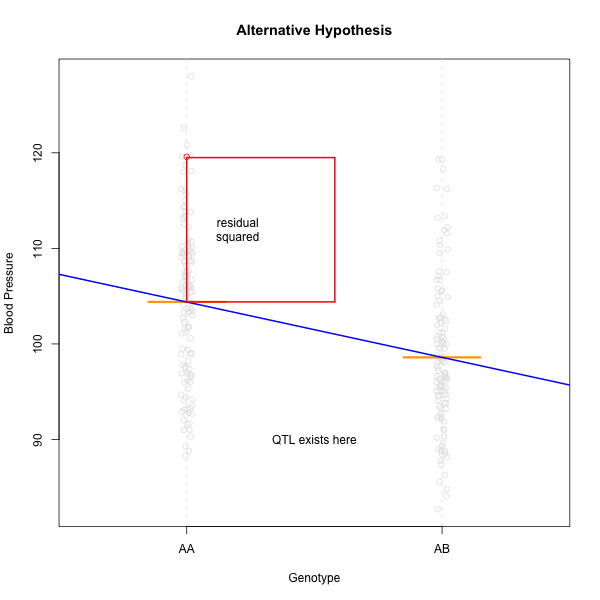 Alternative Hypothesis
Blood Pressure
120
110
100
90
residual
squared
QTL exists here
AA
AB
Genotype